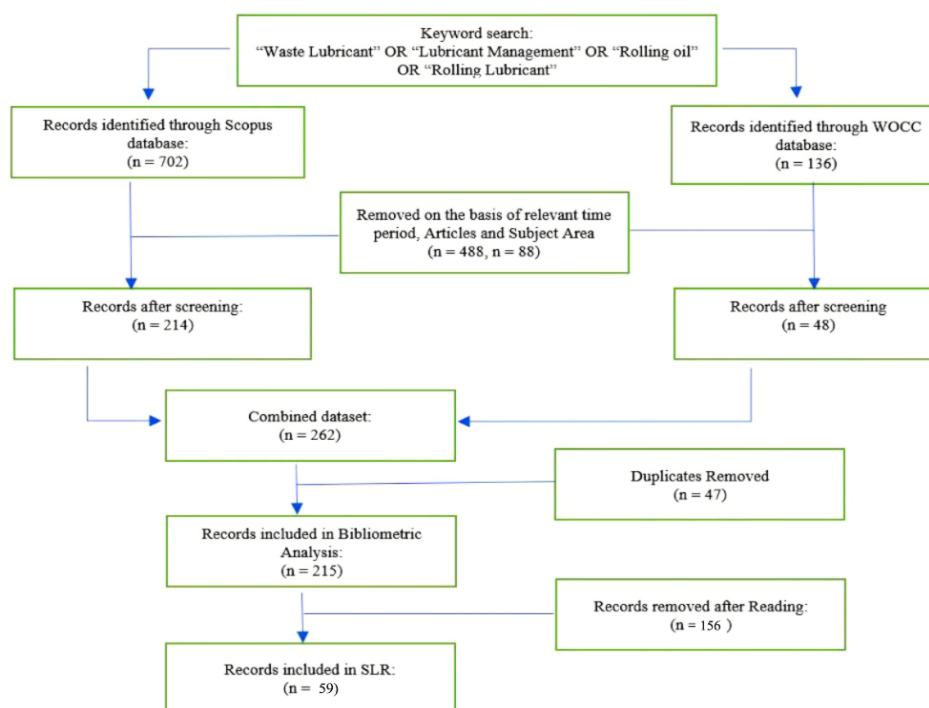 Keyword search:
“Waste Lubricant” OR “Lubricant Management” OR “Rolling oil”
OR “Rolling Lubricant”
Records identified through Scopus
database:
(n = 702)
Records identified through WOCC
database:
(n = 136)
Removed on the basis of relevant time
period, Articles and Subject Area
(n = 488, n = 88)
Records after screening:
(n = 214)
Records after screening
(n = 48)
Combined dataset:
(n = 262)
Duplicates Removed
(n = 47)
Records included in Bibliometric
Analysis:
(n = 215)
Records removed after Reading:
(n = 156 )
Records included in SLR:
(n = 59)